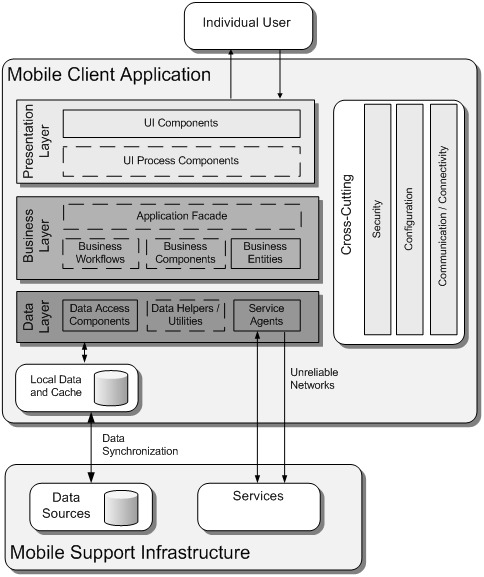 Individual User
Mobile Client Application
Presentation
Layer
UI Components
UI Process Components
Business
Layer
Application Facade
Business
Workflows
Business
Components
Business
Entities
Data
Layer
Data Access
Components
Data Helpers /
Utilities
Service
Agents
Cross-Cutting
Security
Configuration
Communication / Connectivity
Local Data
and Cache
Unreliable
Networks
Data
Synchronization
Data
Sources
Services
Mobile Support Infrastructure